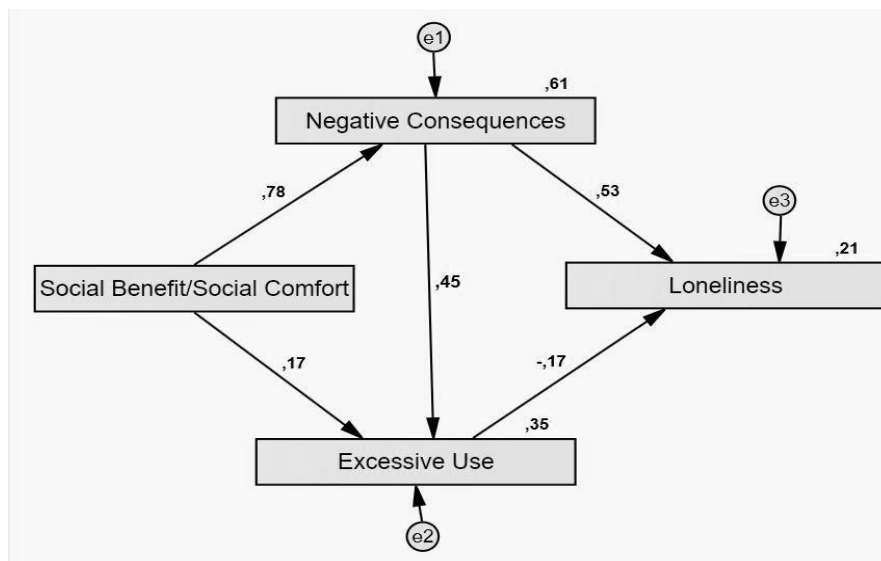 e1
,61
Negative Consequences
,78
,53
e3
,21
Social Benefit/Social Comfort
,45
Loneliness
,17
-,17
,35
Excessive Use
e2